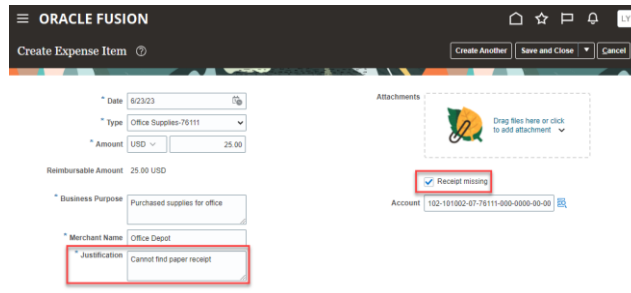 ORACLE FUSION
LY
Create Expense Item
Create Another
Save and Close
Cancel
* Date
6/23/23
* Type
Office Supplies-76111
* Amount
USD
25.00
Reimbursable Amount
25.00 USD
* Business Purpose
Purchased supplies for office
* Merchant Name
Office Depot
* Justification
Cannot find paper receipt
Attachments
Drag files here or click
to add attachment
Receipt missing
Account
102-101002-07-76111-000-0000-00-00